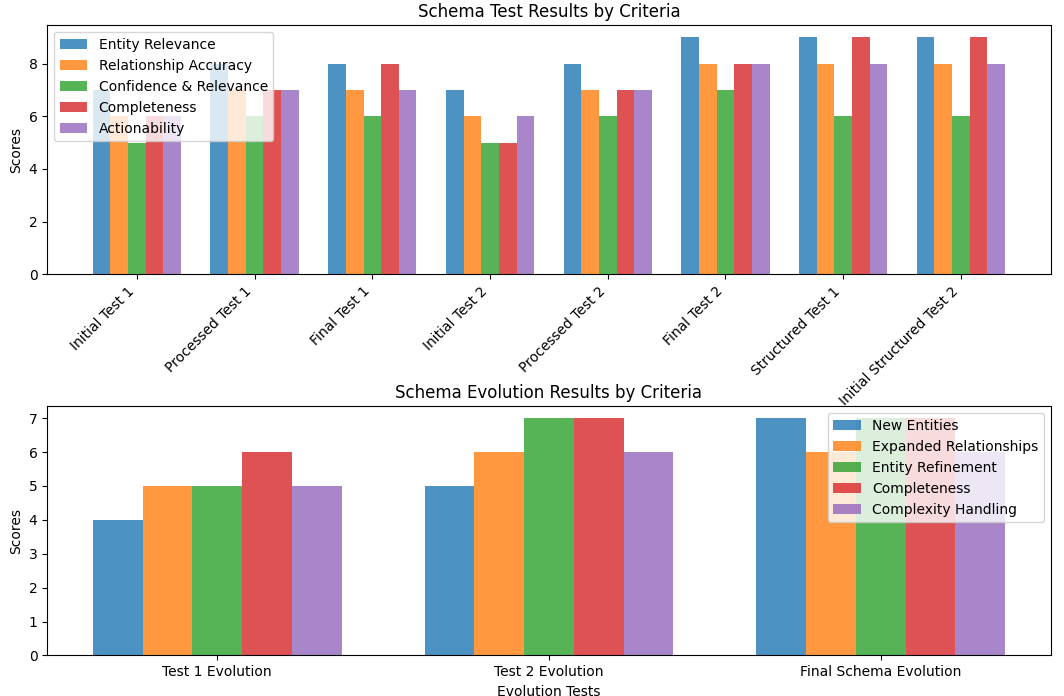 Schema Test Results by Criteria
Entity Relevance
Relationship Accuracy
Confidence & Relevance
Completeness
Actionability
Scores
8
6
4
2
0
Initial Test 1
Processed Test 1
Final Test 1
Initial Test 2
Processed Test 2
Final Test 2
Structured Test 1
Initial Structured Test 2
Schema Evolution Results by Criteria
New Entities
Expanded Relationships
Entity Refinement
Completeness
Complexity Handling
Scores
7
6
5
4
3
2
1
0
Test 1 Evolution
Test 2 Evolution
Final Schema Evolution
Evolution Tests